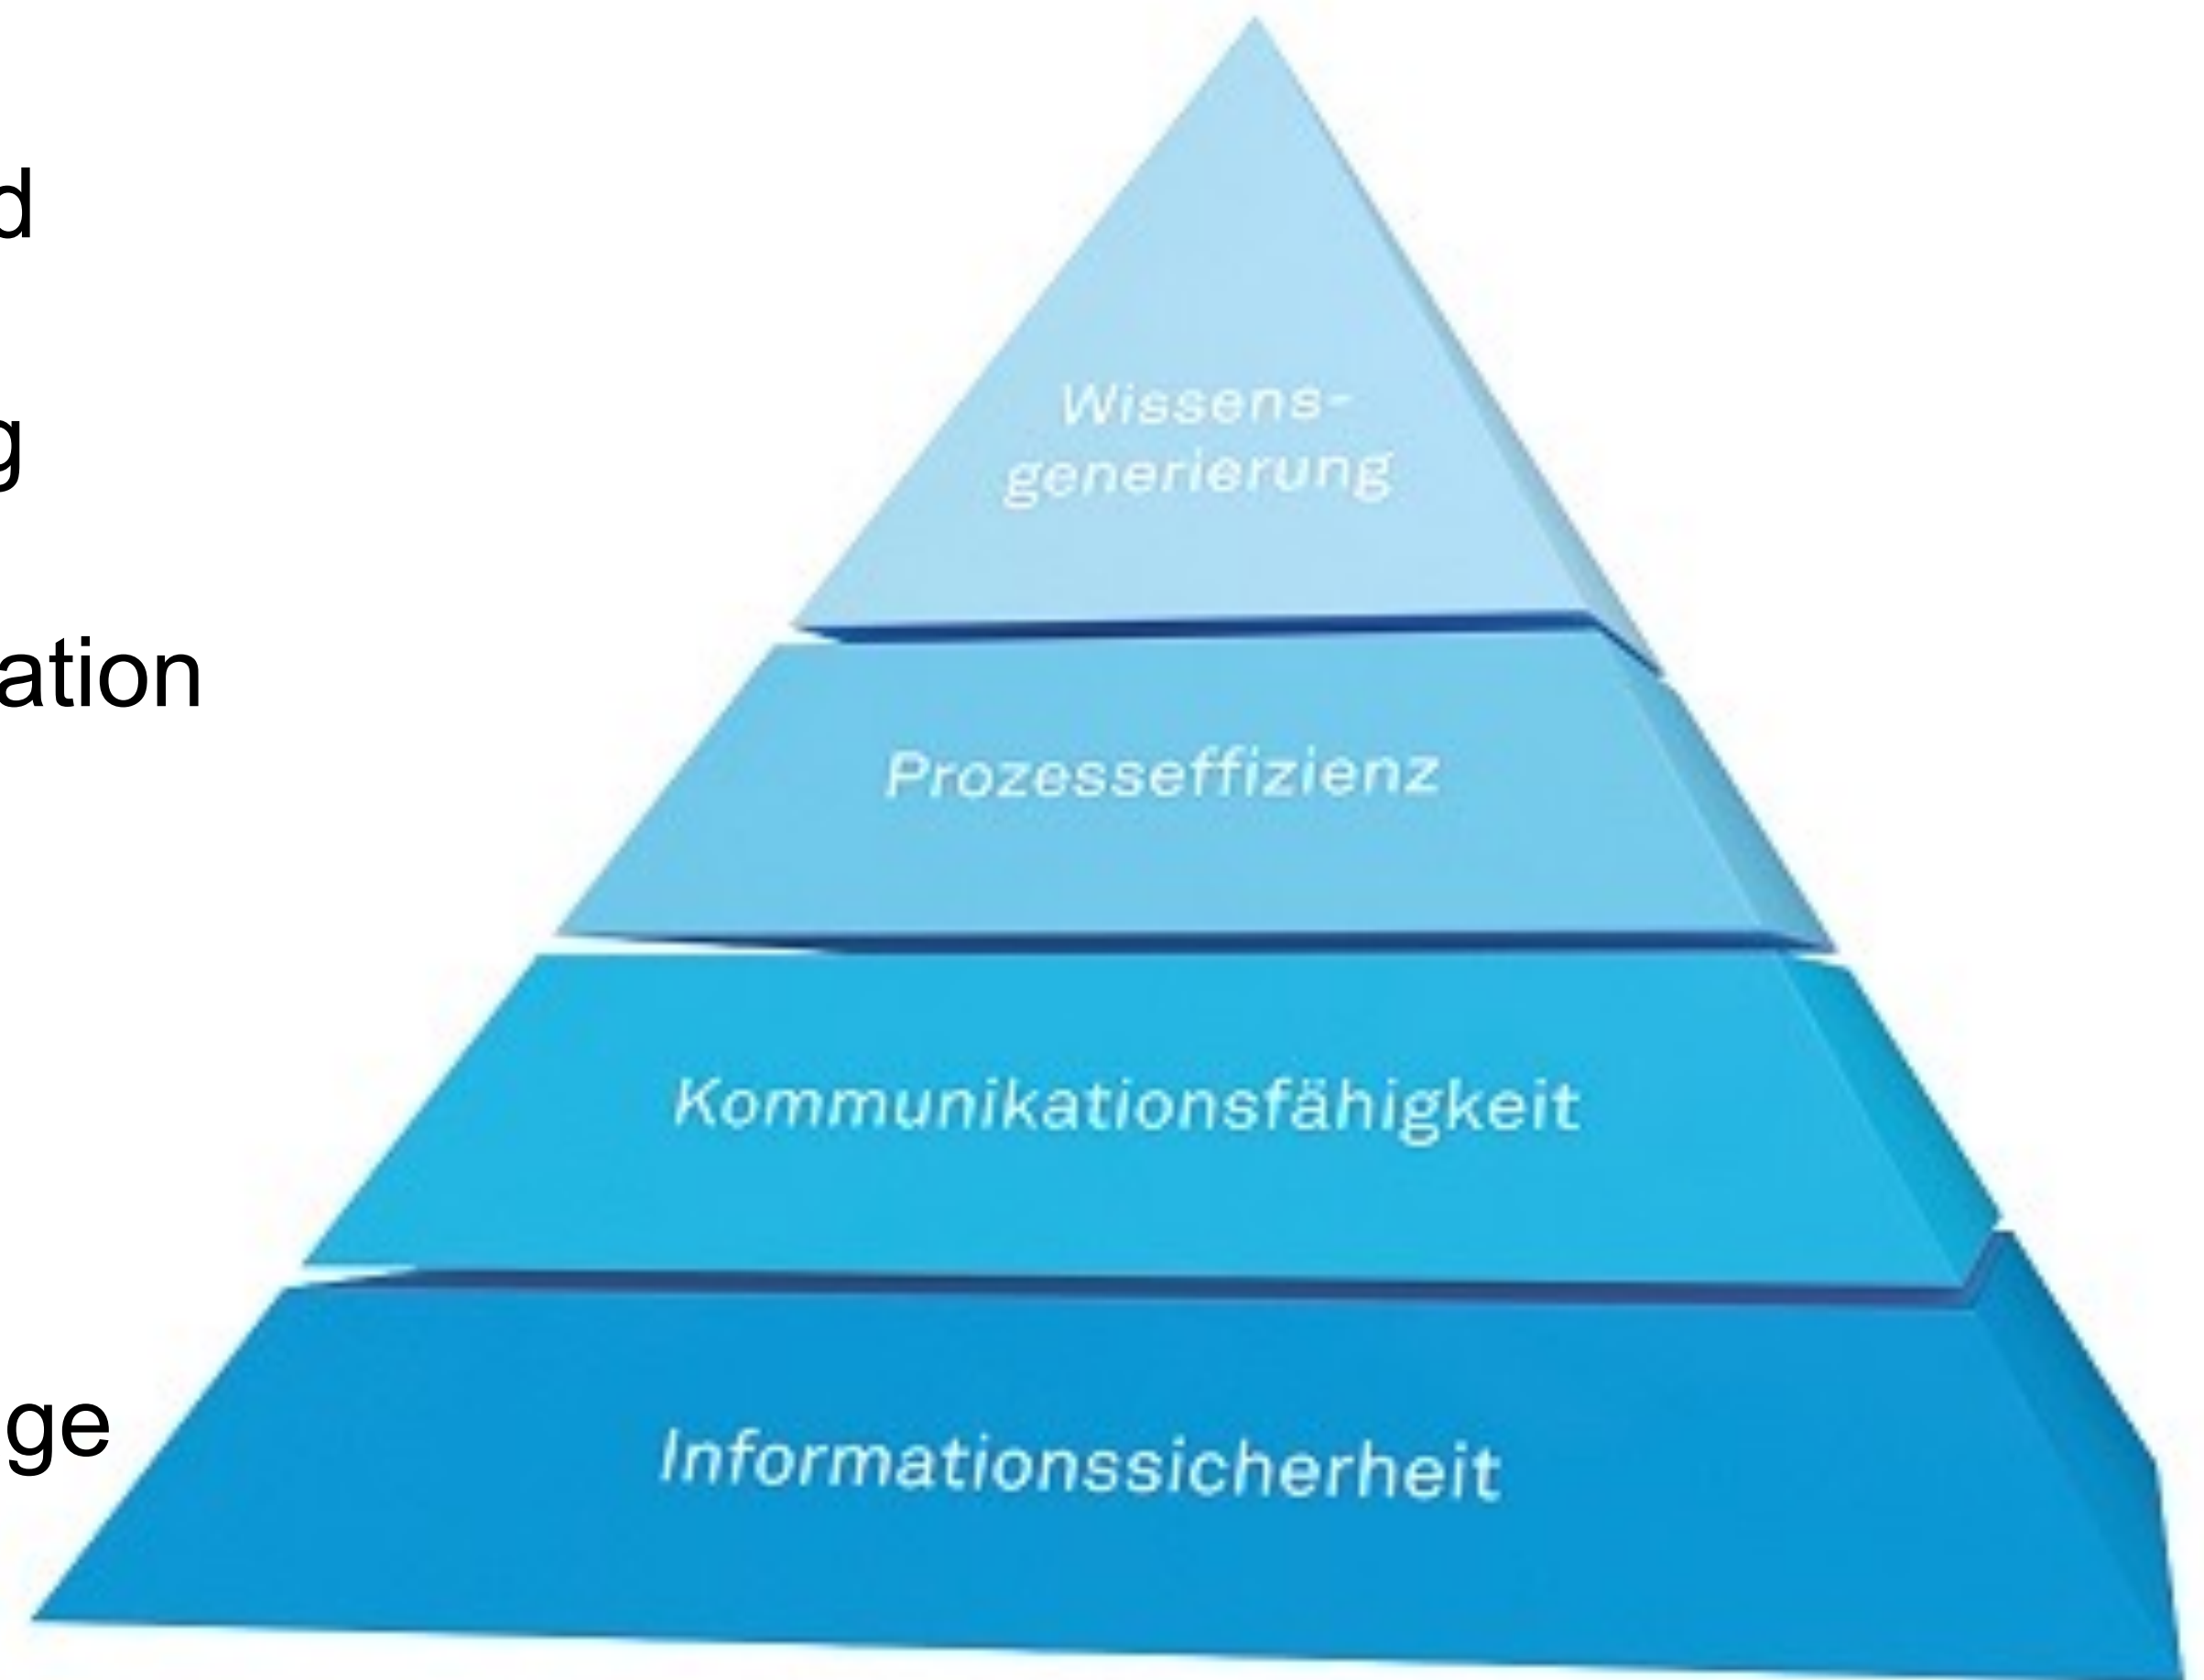 d
Wissens-
g
generierung
ation
Prozesseffizienz
Kommunikationsfähigkeit
ge
Informationssicherheit